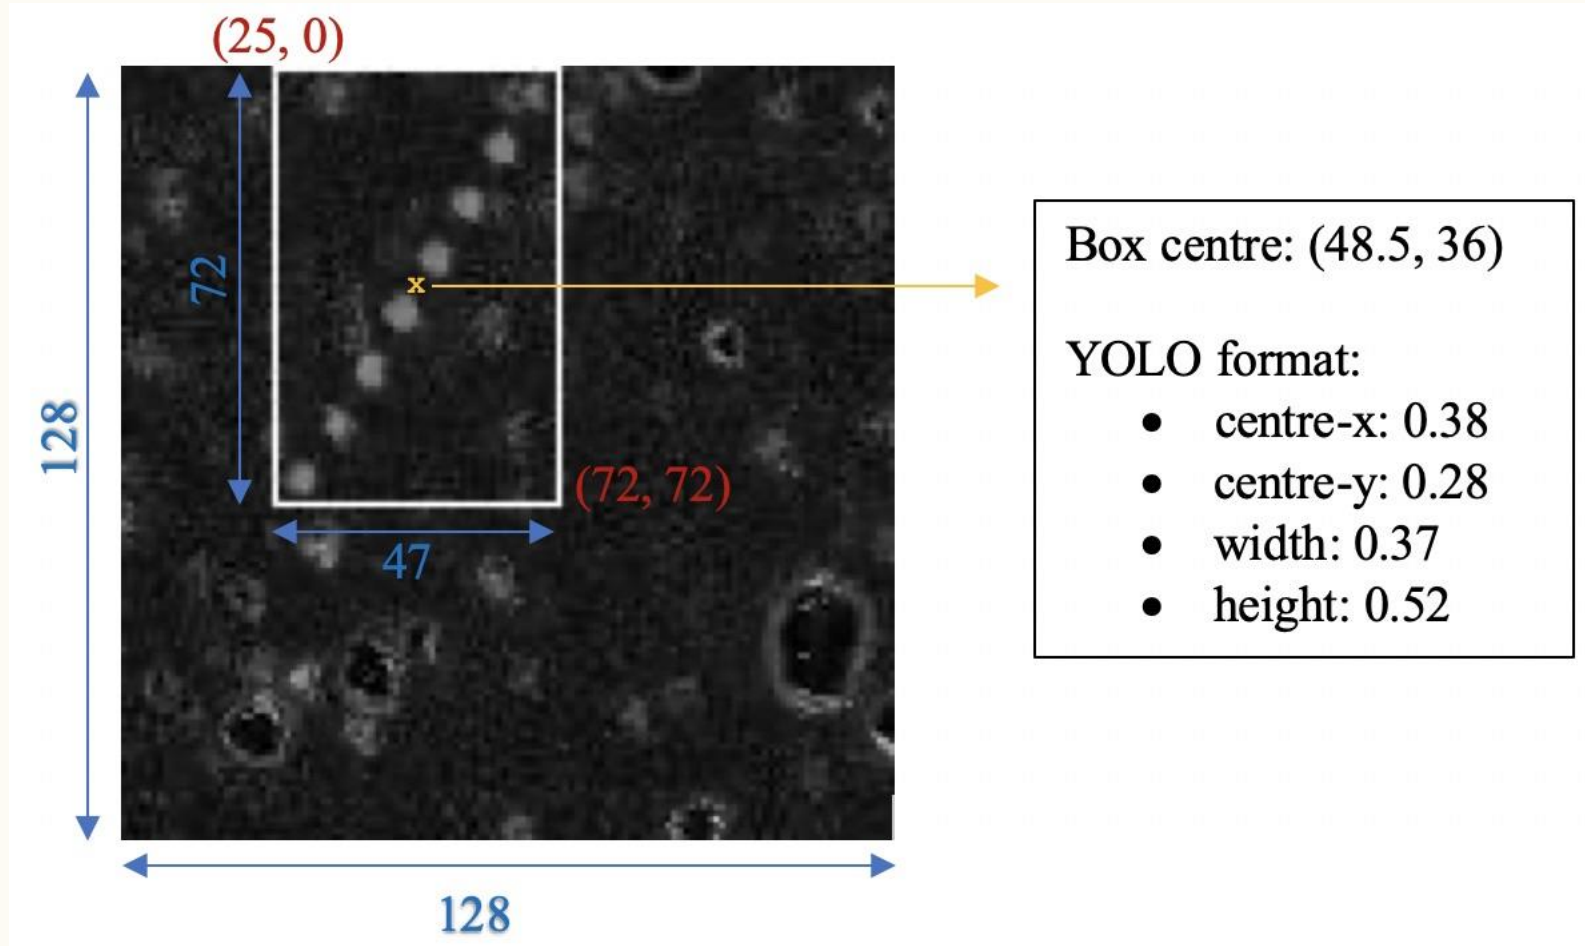 (25, 0)
72
128
x
(72, 72)
47
128
Box centre: (48.5, 36)
YOLO format:
• centre-x: 0.38
• centre-y: 0.28
• width: 0.37
• height: 0.52